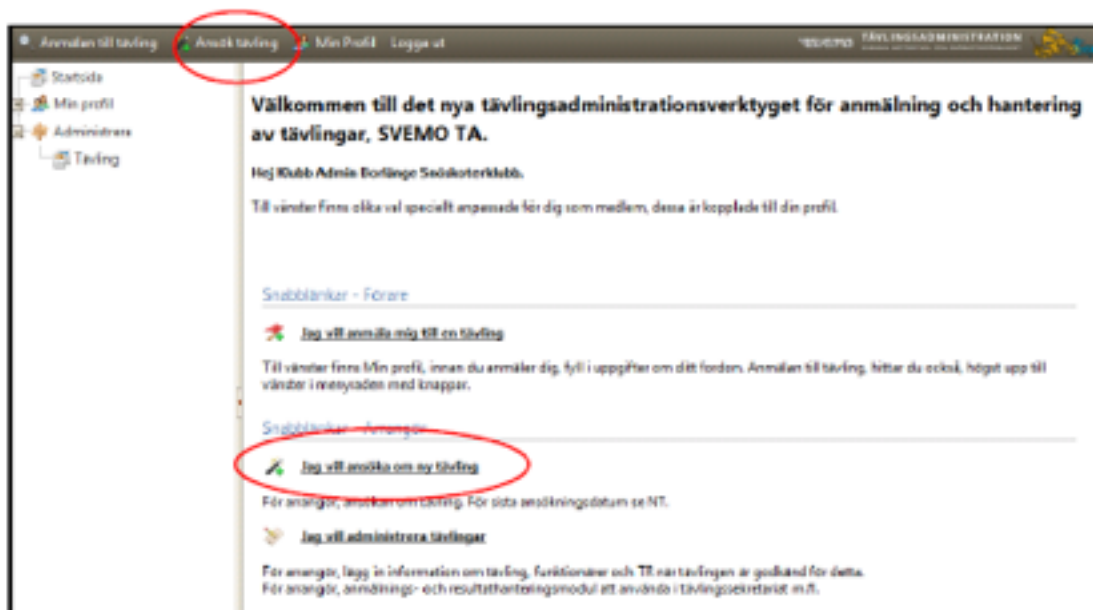 Anmälan till tävling Ansök tävling Min Profil Logga ut SVEMO TÄVLINGSADMINISTRATION
Startsida
Min profil
Administrera
Tävling
Välkommen till det nya tävlingsadministrationsverktyget för anmälning och hantering
av tävlingar, SVEMO TA.
Hej Klubb Admin Borlänge Snöskoterklubb.
Till vänster finns olika val speciellt anpassade för dig som medlem, dessa är kopplade till din profil.
Snabblänkar - Förare
Jag vill anmäla mig till en tävling
Till vänster finns Min profil, innan du anmäler dig, fyll i uppgifter om ditt fordon. Anmälan till tävling, hittar du också, högst upp till
vänster i menyraden med knappar.
Snabblänkar - Arrangör
Jag vill ansöka om ny tävling
För arrangör, ansökan om tävling. För sista ansökningsdatum se NT.
Jag vill administrera tävlingar
För arrangör, lägg in information om tävling, funktionärer och TR när tävlingen är godkänd för detta.
För arrangör, anmälnings- och resultathanteringsmodul att använda i tävlingssekretariat m.fl.